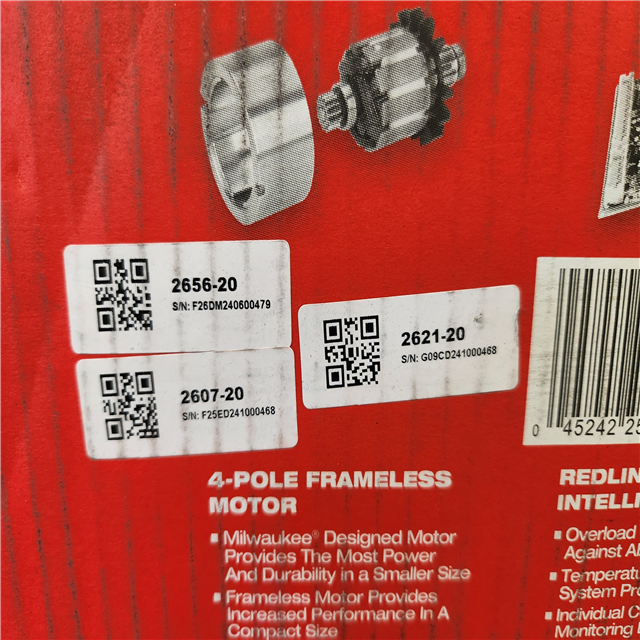 2656-20
S/N: F26DM240600479
2621-20
S/N: G09CD241000468
2607-20
S/N: F25ED241000468
0 45242 25
4-POLE FRAMELESS
MOTOR
Milwaukee® Designed Motor
Provides The Most Power
And Durability in a Smaller Size
Frameless Motor Provides
Increased Performance In A
Compact Size
REDLIN
INTELLI
Overload
Against Ab
Temperatu
System Pro
Individual C
Monitoring